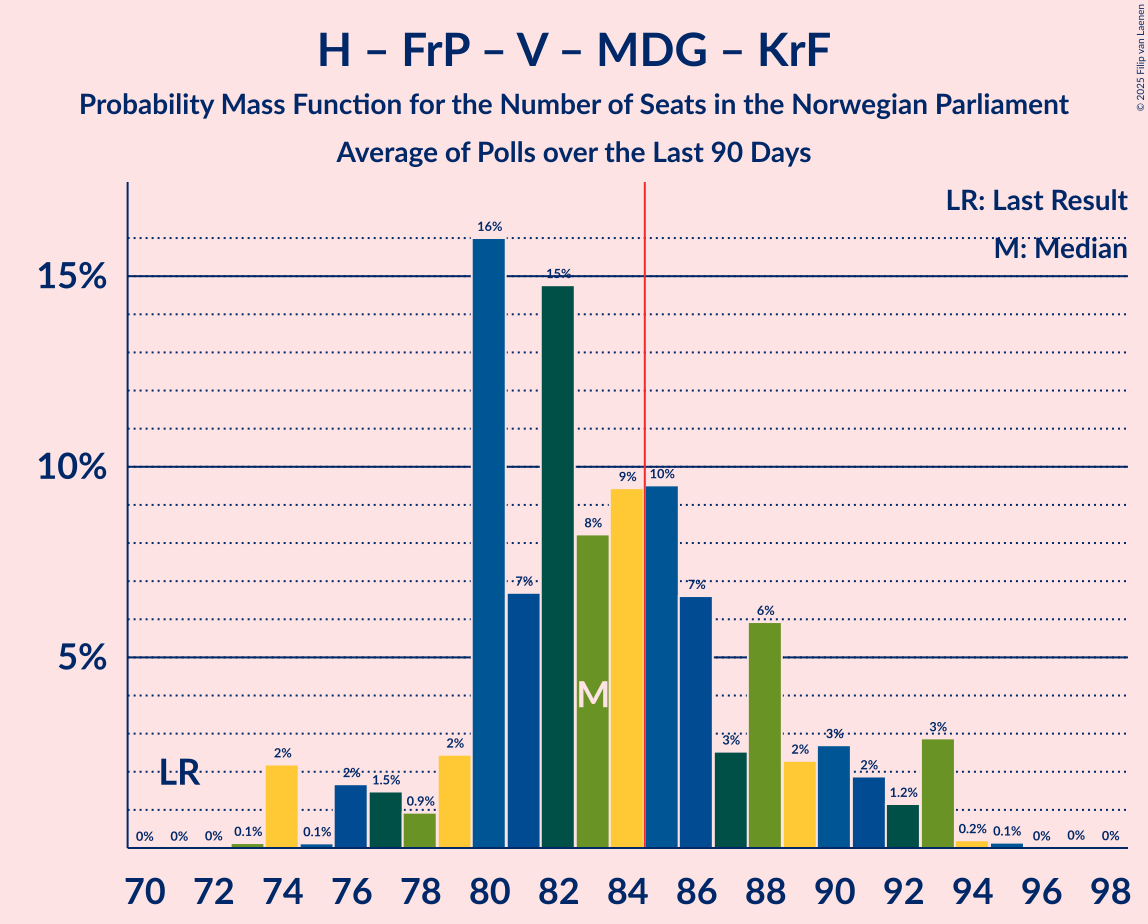 H – FrP – V – MDG – KrF
Probability Mass Function for the Number of Seats in the Norwegian Parliament
Average of Polls over the Last 90 Days
© 2025 Filip van Laenen
LR: Last Result
M: Median
16%
15%
15%
10%
9%
10%
8%
7%
7%
6%
5%
M
3%
3%
3%
2%
2%
2%
2%
2%
LR
1.5%
1.2%
0.9%
0% 0% 0% 0.1% 0.1% 0.2% 0.1% 0% 0% 0%
70 72 74 76 78 80 82 84 86 88 90 92 94 96 98